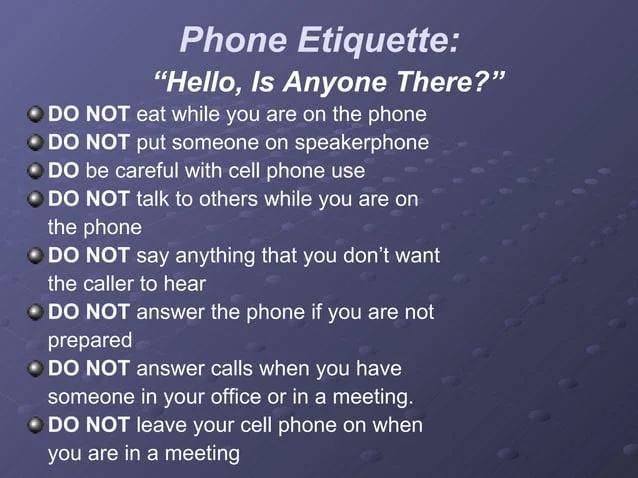 Phone Etiquette:
“Hello, Is Anyone There?”
DO NOT eat while you are on the phone
DO NOT put someone on speakerphone
DO be careful with cell phone use
DO NOT talk to others while you are on
the phone
DO NOT say anything that you don’t want
the caller to hear
DO NOT answer the phone if you are not
prepared
DO NOT answer calls when you have
someone in your office or in a meeting.
DO NOT leave your cell phone on when
you are in a meeting